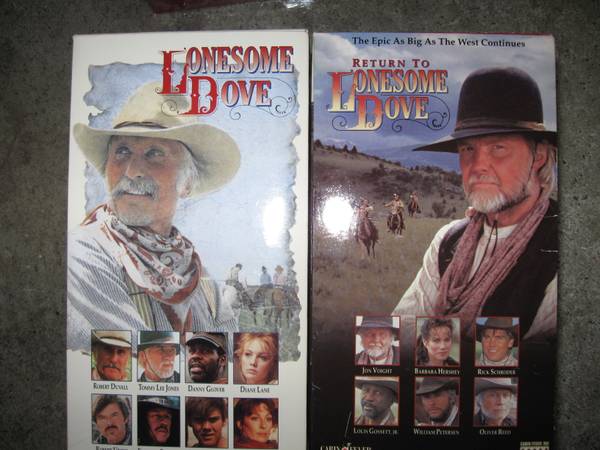 LONESOME
DOVE
ROBERT DUVALL
TOMMY LEE JONES
DANNY GLOVER
DIANE LANE
The Epic As Big As The West Continues
RETURN TO
LONESOME
DOVE
JON VOIGHT
BARBARA HERSHEY
RICK SCHRODER
LOUIS GOSSETT, JR.
WILLIAM PETERSEN
OLIVER REED